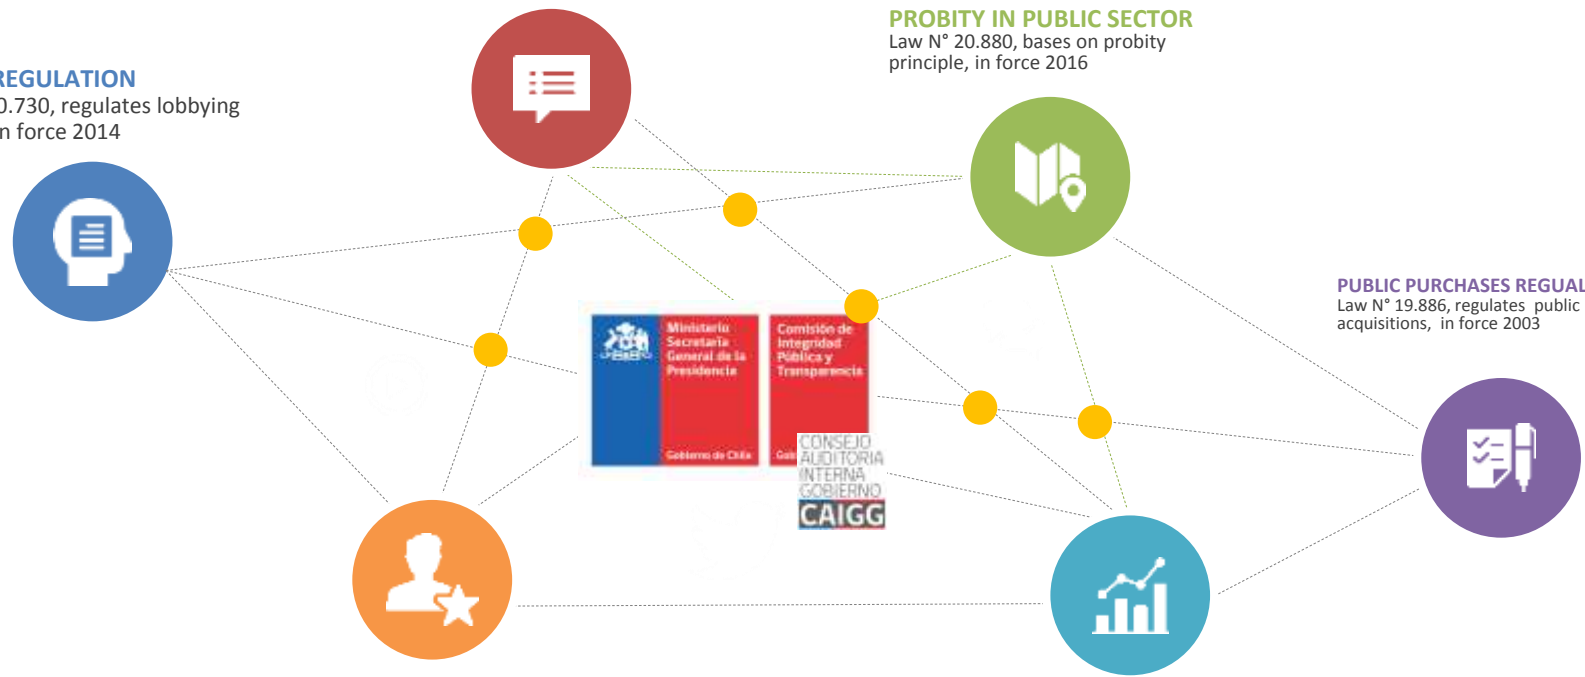 PROBITY IN PUBLIC SECTOR
Law N° 20.880, bases on probity
principle, in force 2016
REGULATION
0.730, regulates lobbying
n force 2014
PUBLIC PURCHASES REGUAL
Law N° 19.886, regulates public
acquisitions, in force 2003
Ministerio
Secretaría
General de la
Presidencia
Gobierno de Chile
Comisión de
Integridad
Pública y
Transparencia
Gob
CONSEJO
AUDITORIA
INTERNA
GOBIERNO
CAIGG